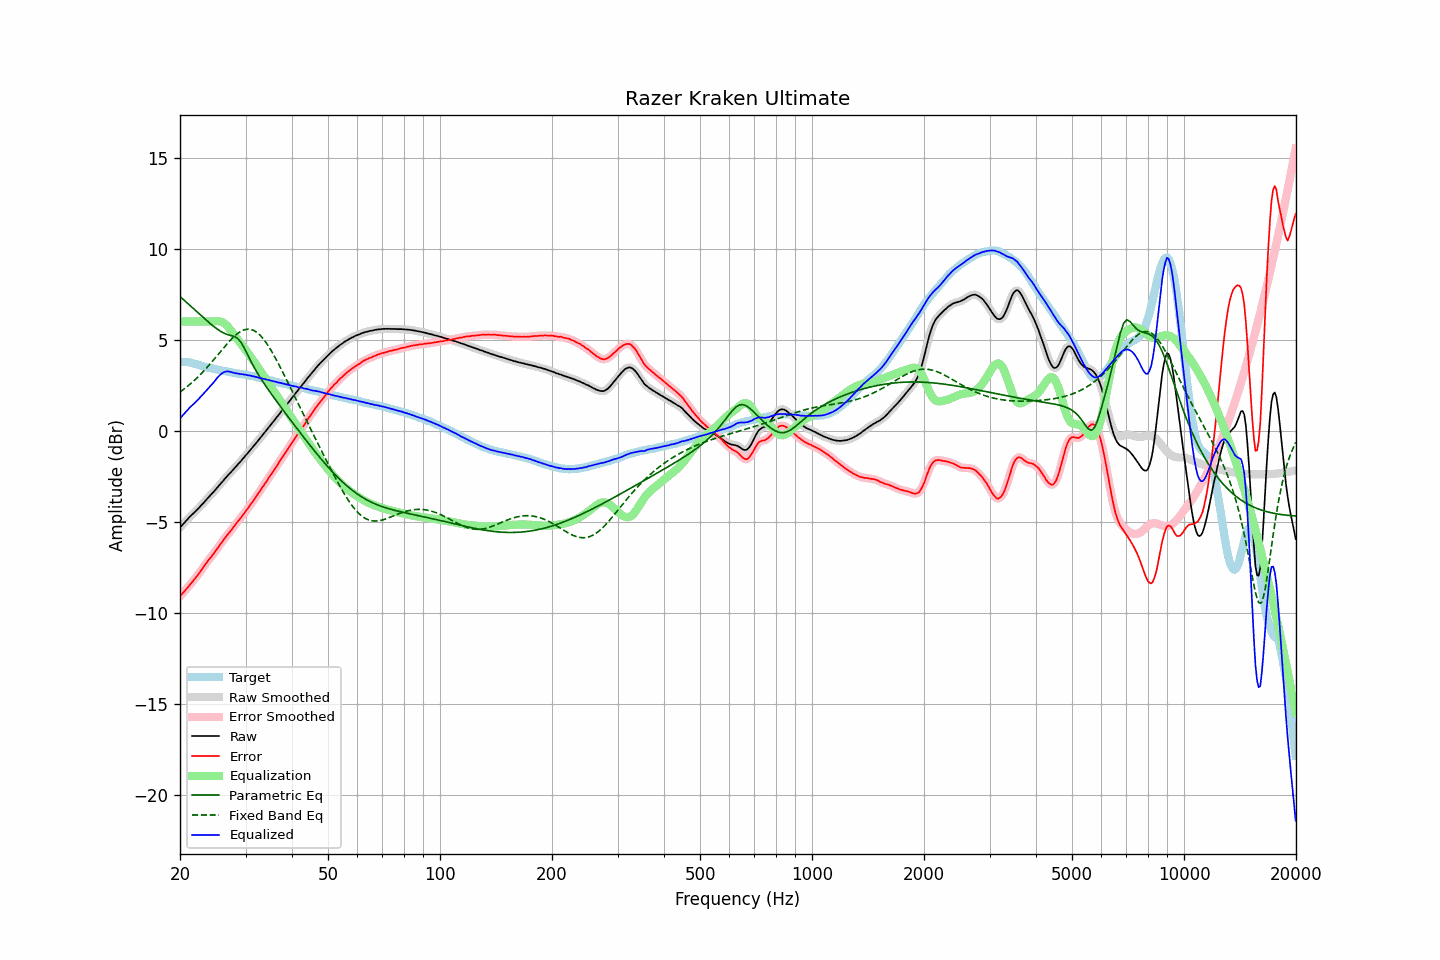 Razer Kraken Ultimate
Amplitude (dBr)
15
10
5
0
−5
−10
−15
−20
Target
Raw Smoothed
Error Smoothed
Raw
Error
Equalization
Parametric Eq
Fixed Band Eq
Equalized
20 50 100 200 500 1000 2000 5000 10000 20000
Frequency (Hz)